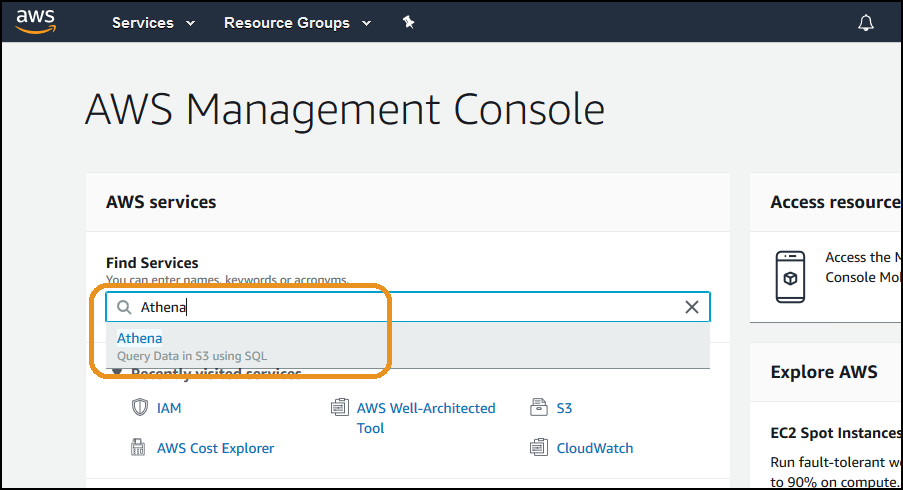 aws
Services
Resource Groups
AWS Management Console
AWS services
Find Services
You can enter names, keywords or acronyms.
Athena
Athena
Query Data in S3 using SQL
Recently visited services
IAM
AWS Well-Architected
Tool
S3
AWS Cost Explorer
CloudWatch
Access resource
Access the
Console
Explore AWS
EC2 Spot Instances
Run fault-tolerant
to 90% on compute.